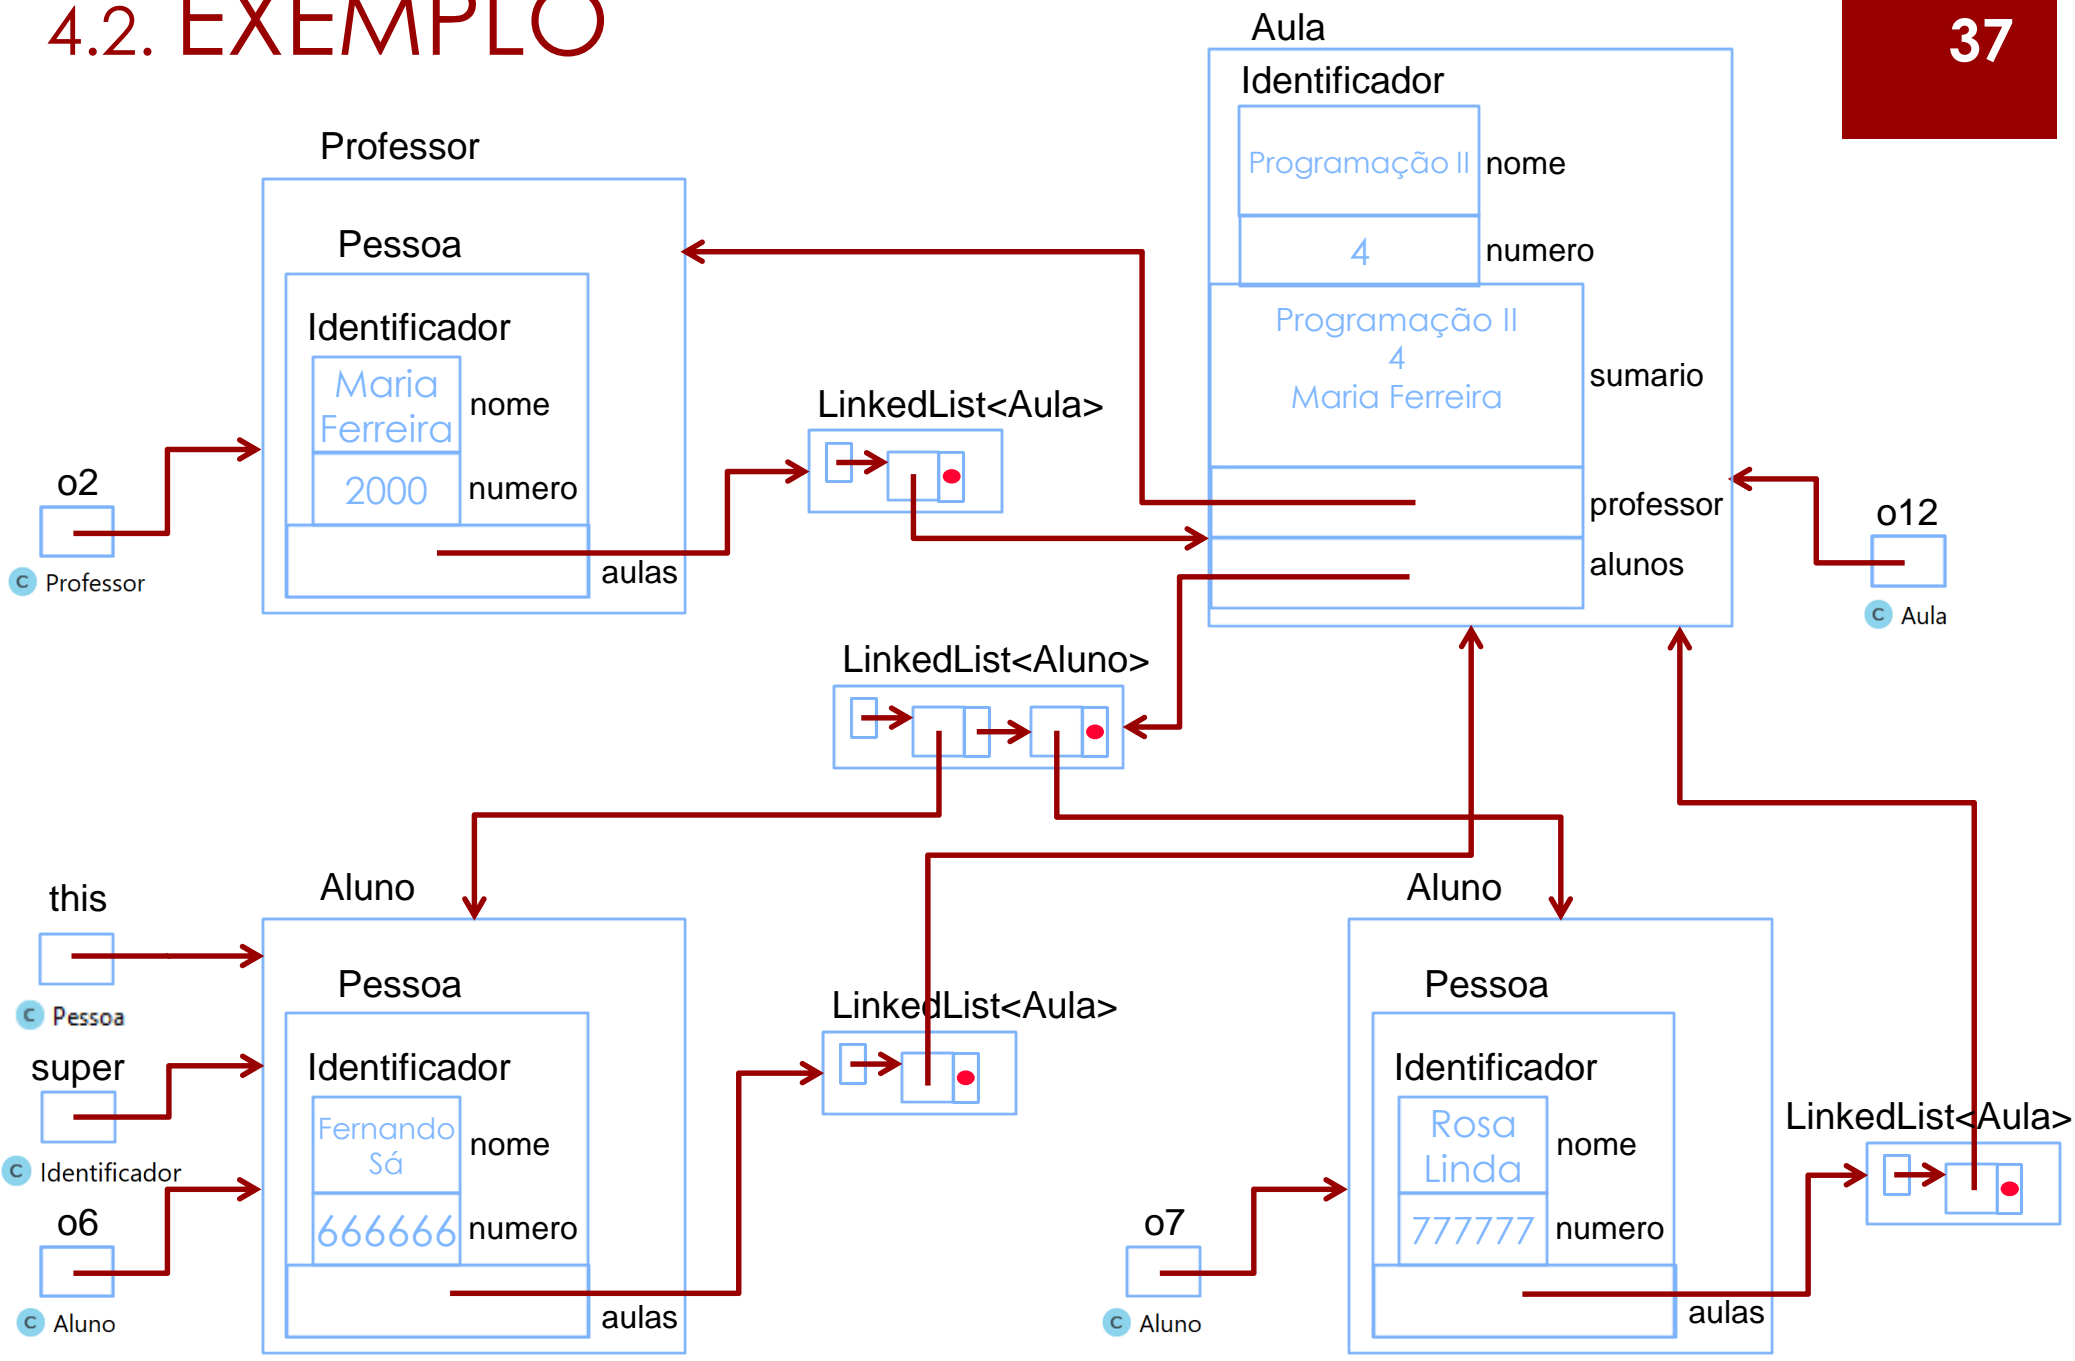 4.2. EXEMPLO
37
Aula
Identificador
Programação II
nome
4
numero
Programação II
4
Maria Ferreira
sumario
professor
alunos
Professor
Pessoa
Identificador
Maria
Ferreira
nome
2000
numero
aulas
o2
C Professor
LinkedList<Aula>
o12
C Aula
LinkedList<Aluno>
this
C Pessoa
super
C Identificador
o6
C Aluno
Aluno
Pessoa
Identificador
Fernando
Sá
nome
666666
numero
aulas
LinkedList<Aula>
o7
C Aluno
Aluno
Pessoa
Identificador
Rosa
Linda
nome
777777
numero
aulas
LinkedList<Aula>